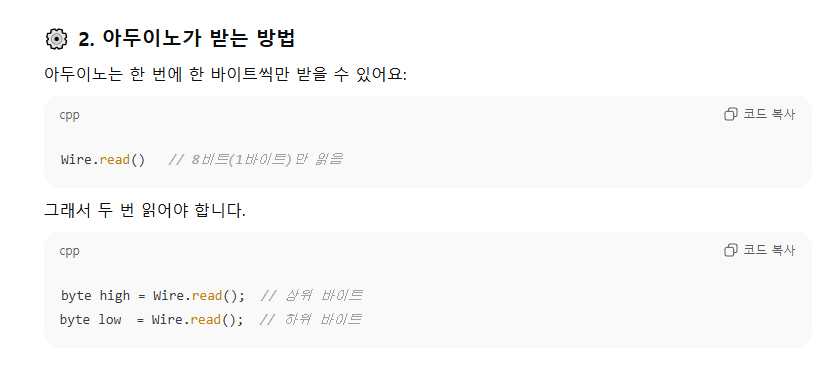 ⚙️ 2. 아두이노가 받는 방법
아두이노는 한 번에 한 바이트씩만 받을 수 있어요:
cpp 코드 복사
Wire.read()   // 8비트(1바이트)만 읽음
그래서 두 번 읽어야 합니다.
cpp 코드 복사
byte high = Wire.read();  // 상위 바이트
byte low  = Wire.read();  // 하위 바이트